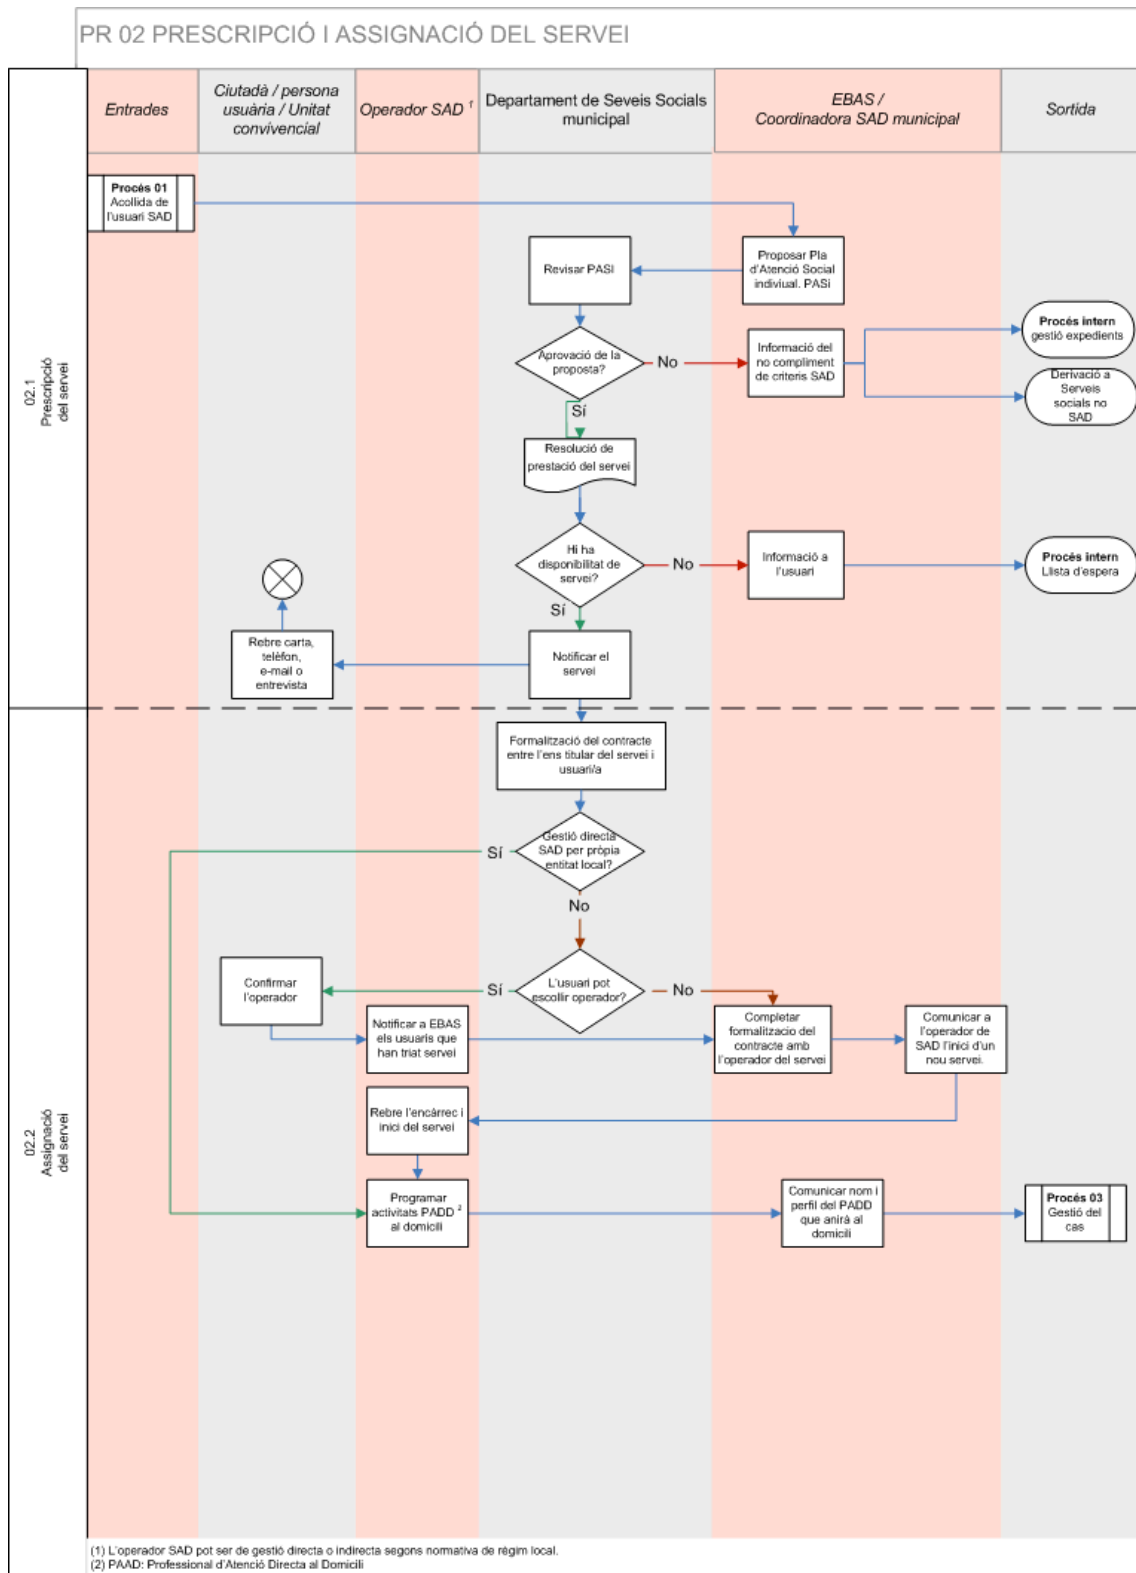 PR 02 PRESCRIPCIÓ I ASSIGNACIÓ DEL SERVEI
Entrades
Ciutadà / persona
usuària / Unitat
convivencial
Operador SAD 1
Departament de Seveis Socials
municipal
EBAS /
Coordinadora SAD municipal
Sortida
02.1
Prescripció
del servei
Procés 01
Acollida de
l'usuari SAD
Revisar PASI
Proposar Pla
d'Atenció Social
indiviual. PASi
Aprovació de la
proposta?
No
Informació del
no compliment
de criteris SAD
Procés intern
gestió expedients
Derivació a
Serveis
socials no
SAD
Sí
Resolució de
prestació del servei
Hi ha
disponibilitat de
servei?
No
Informació a
l'usuari
Procés intern
Llista d'espera
Sí
Rebre carta,
telèfon,
e-mail o
entrevista
Notificar el
servei
02.2
Assignació
del servei
Formalització del contracte
entre l'ens titular del servei i
usuari/a
Gestió directa
SAD per pròpia
entitat local?
Sí
No
L'usuari pot
escollir operador?
Sí
No
Confirmar
l'operador
Notificar a EBAS
els usuaris que
han triat servei
Completar
formalització del
contracte amb
l'operador del servei
Comunicar a
l'operador de
SAD l'inici d'un
nou servei.
Rebre l'encàrrec i
inici del servei
Programar
activitats PADD 2
al domicili
Comunicar nom i
perfil del PADD
que anirà al
domicili
Procés 03
Gestió del
cas
(1) L'operador SAD pot ser de gestió directa o indirecta segons normativa de règim local.
(2) PAAD: Professional d'Atenció Directa al Domicili